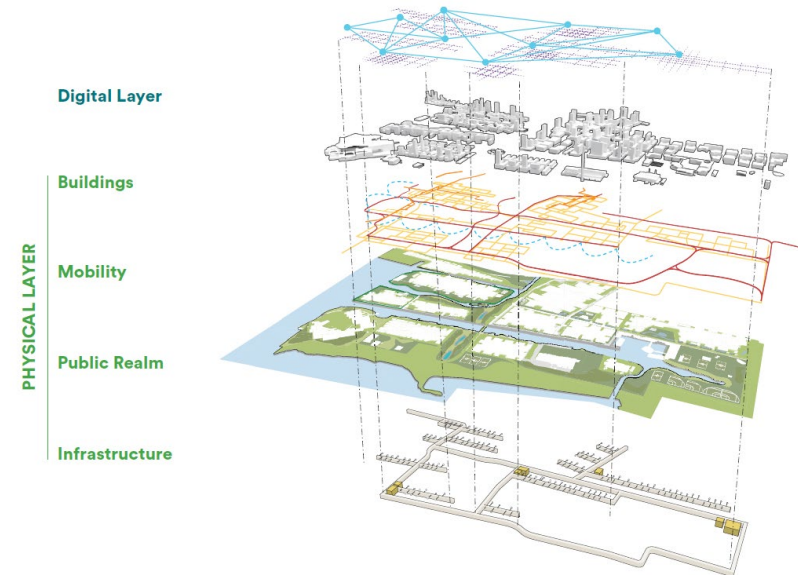 Digital Layer
Buildings
PHYSICAL LAYER
Mobility
Public Realm
Infrastructure